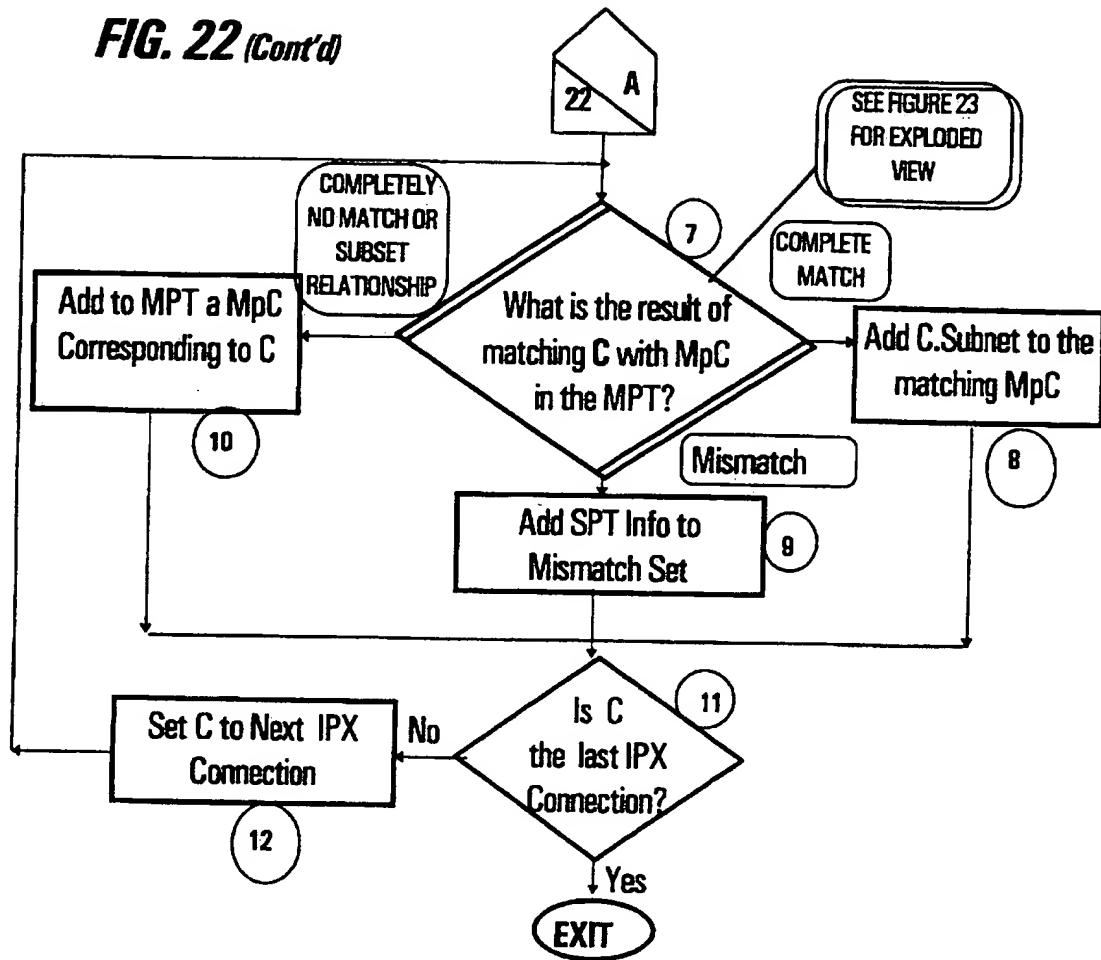 FIG. 22 (Cont'd)
22 A
SEE FIGURE 23
FOR EXPLODED
VIEW
COMPLETELY
NO MATCH OR
SUBSET
RELATIONSHIP
7
COMPLETE
MATCH
Add to MPT a MpC
Corresponding to C
What is the result of
matching C with MpC
in the MPT?
Add C.Subnet to the
matching MpC
10
Mismatch
8
Add SPT Info to
Mismatch Set
9
Set C to Next IPX
Connection
No
Is C
the last IPX
Connection?
11
12
Yes
EXIT